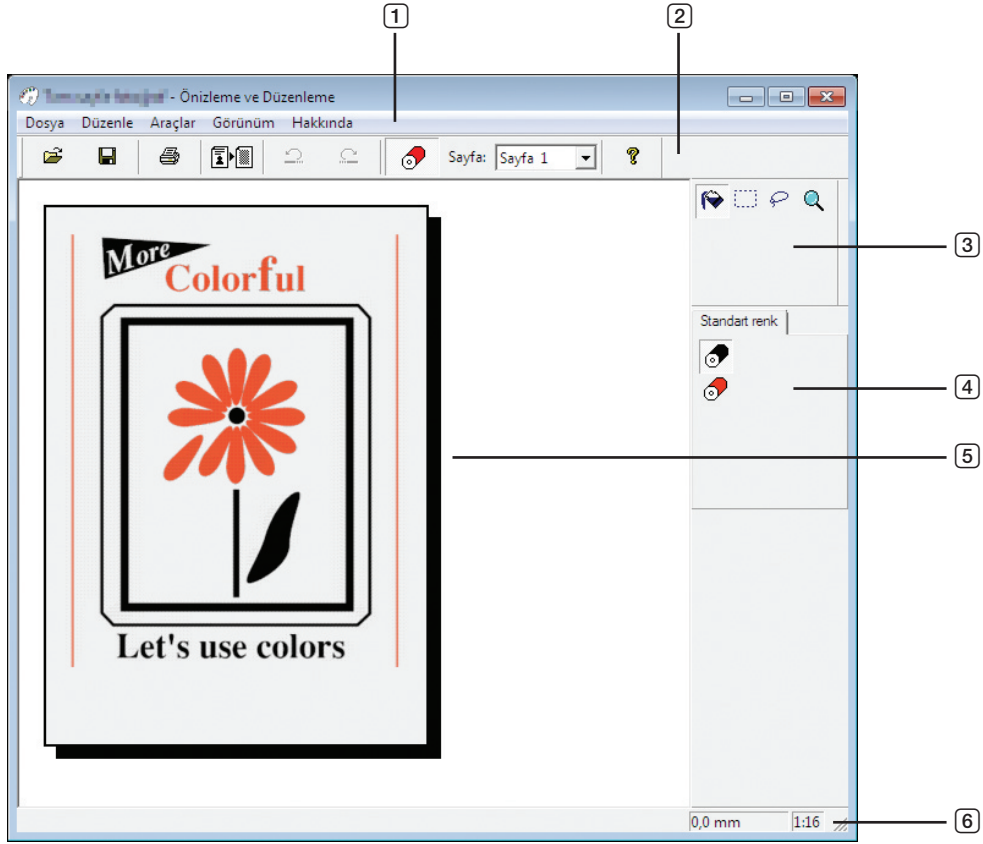 1
2
- Önizleme ve Düzenleme
Dosya Düzenle Araçlar Görünüm Hakkında
Sayfa: Sayfa 1
3
More
Colorful
Standart renk
4
5
Let's use colors
0,0 mm 1:16
6